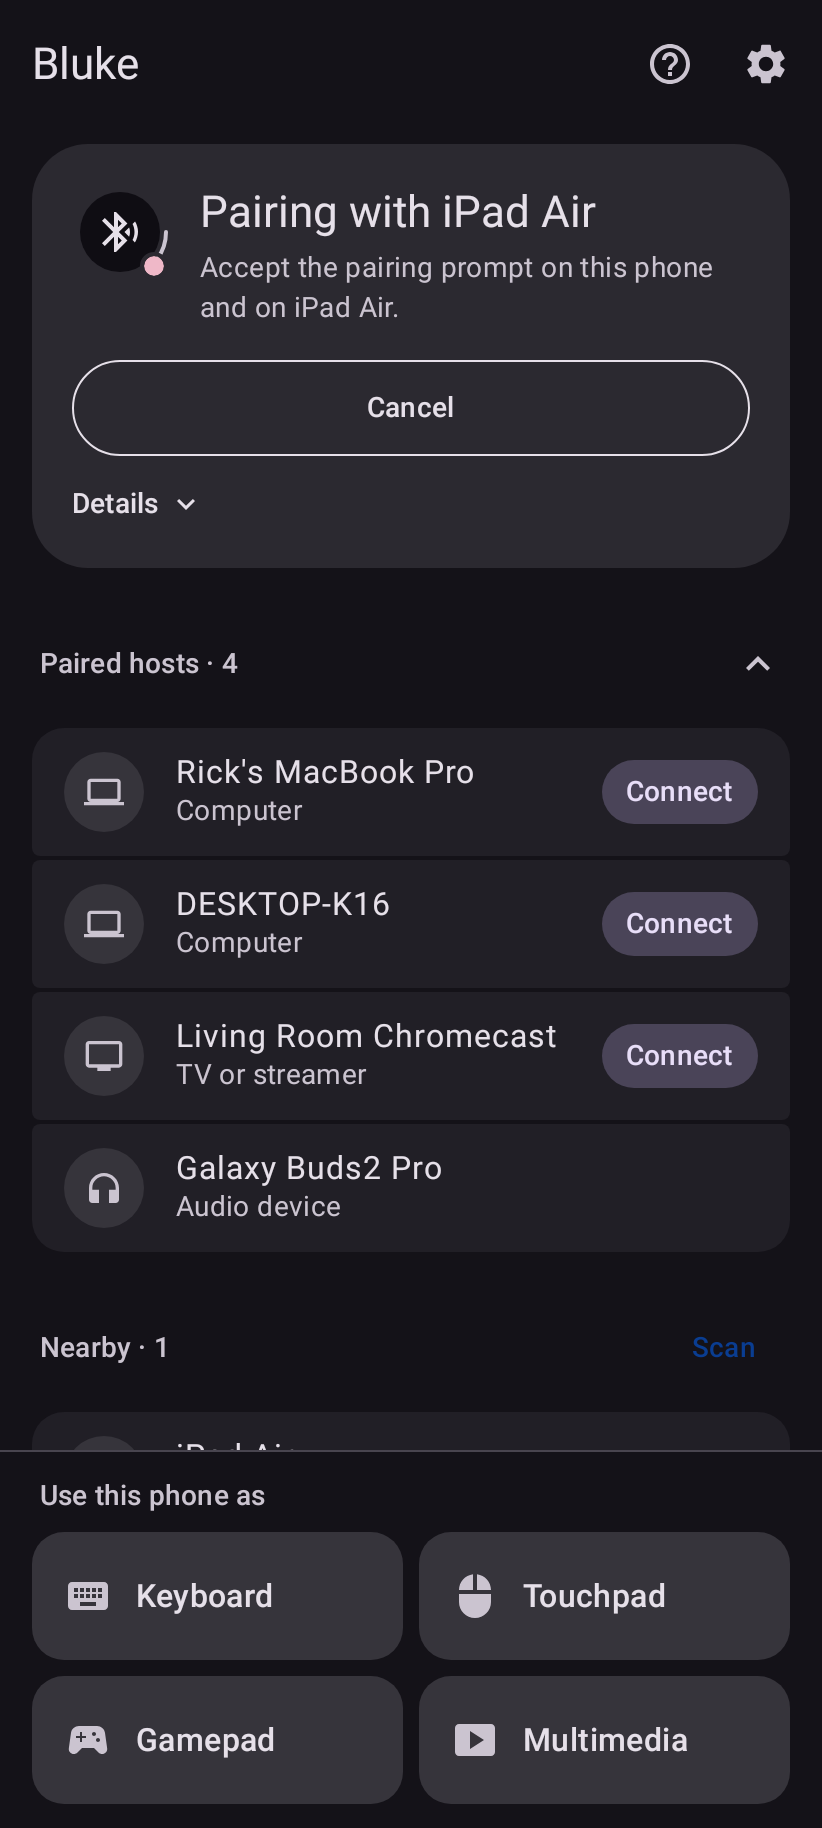 Bluke
Pairing with iPad Air
Accept the pairing prompt on this phone
and on iPad Air.
Cancel
Details
Paired hosts · 4
Rick's MacBook Pro
Computer
Connect
DESKTOP-K16
Computer
Connect
Living Room Chromecast
TV or streamer
Connect
Galaxy Buds2 Pro
Audio device
Nearby · 1
Scan
iPad Air
Use this phone as
Keyboard
Touchpad
Gamepad
Multimedia